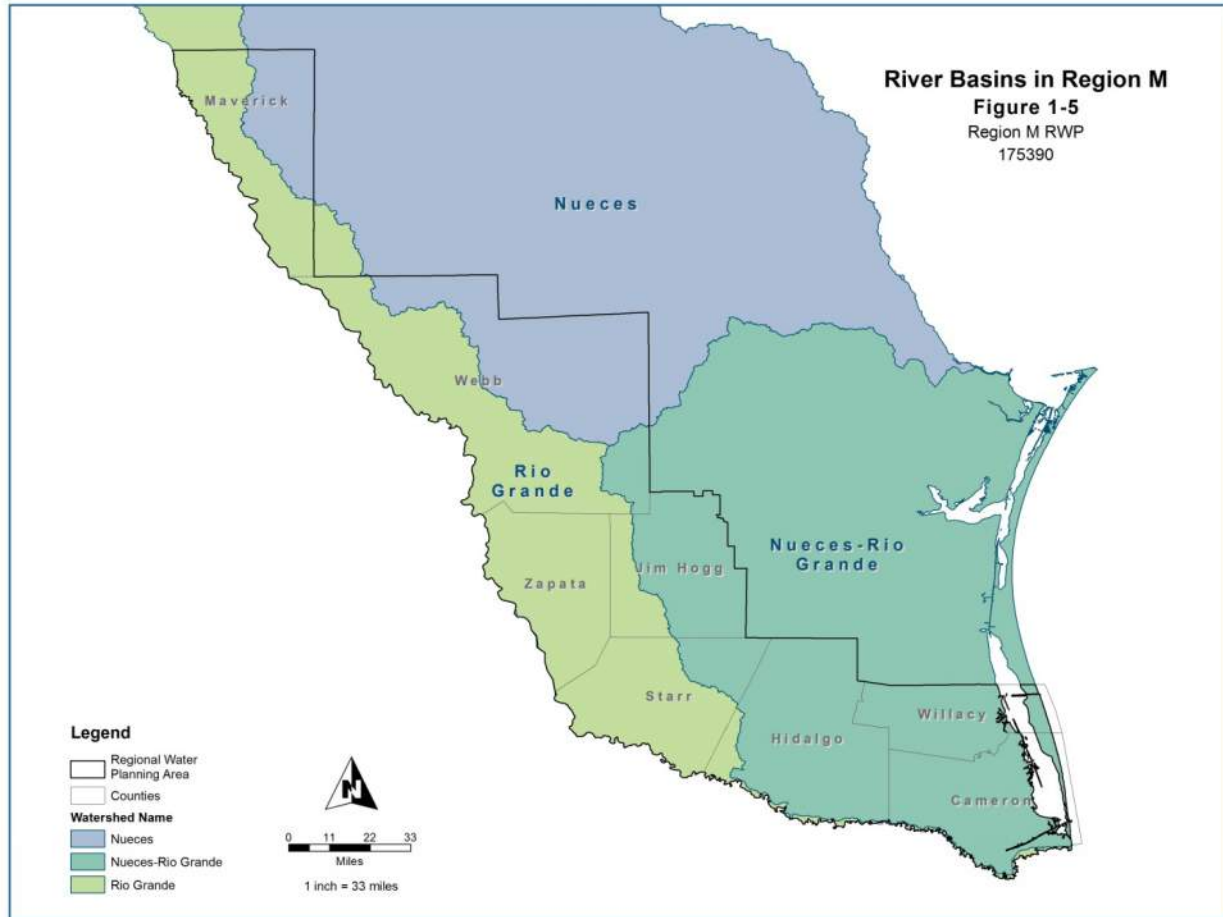 River Basins in Region M
Figure 1-5
Region M RWP
175390
Maverick
Nueces
Webb
Rio
Grande
Nueces-Rio
Grande
Jim Hogg
Zapata
Starr
Willacy
Hidalgo
Cameron
Legend
Regional Water
Planning Area
Counties
Watershed Name
Nueces
Nueces-Rio Grande
Rio Grande
N
0 11 22 33
Miles
1 inch = 33 miles